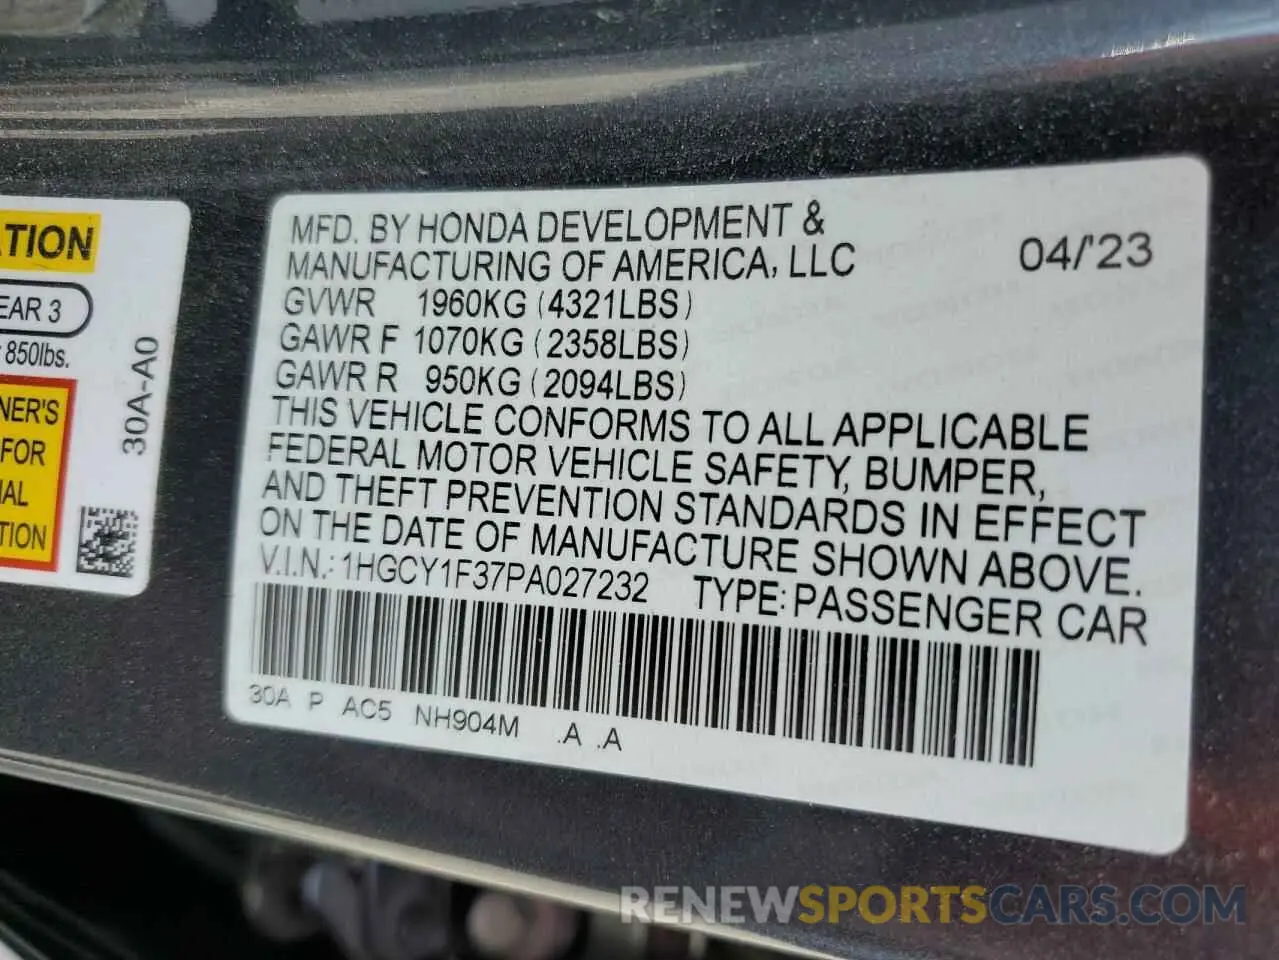 ATION
EAR 3
850lbs.
NER'S
FOR
IAL
TION
30A-A0
MFD. BY HONDA DEVELOPMENT &
MANUFACTURING OF AMERICA, LLC
04/'23
GVWR 1960KG (4321LBS)
GAWR F 1070KG (2358LBS)
GAWR R 950KG (2094LBS)
THIS VEHICLE CONFORMS TO ALL APPLICABLE
FEDERAL MOTOR VEHICLE SAFETY, BUMPER,
AND THEFT PREVENTION STANDARDS IN EFFECT
ON THE DATE OF MANUFACTURE SHOWN ABOVE.
V.I.N.: 1HGCY1F37PA027232 TYPE: PASSENGER CAR
30A P AC5 NH904M .A .A
RENEWSPORTSCARS.COM